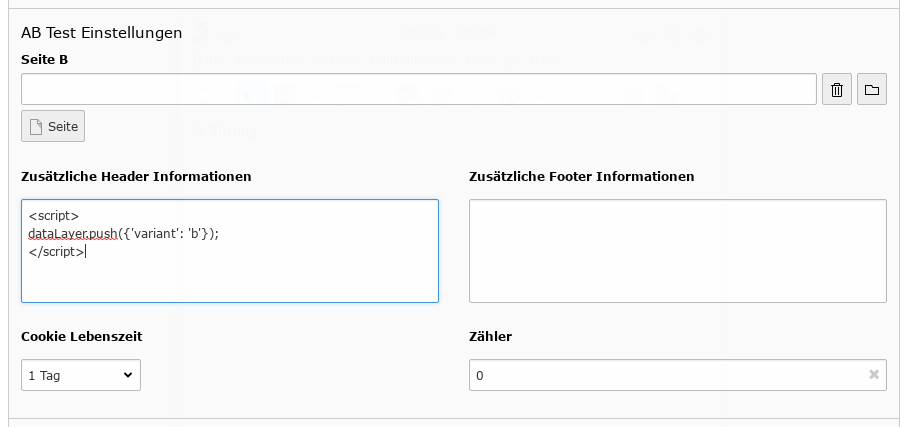 AB Test Einstellungen
Seite B
Seite
Zusätzliche Header Informationen
Zusätzliche Footer Informationen
<script>
dataLayer.push({'variant': 'b'});
</script>
Cookie Lebenszeit
Zähler
1 Tag
0